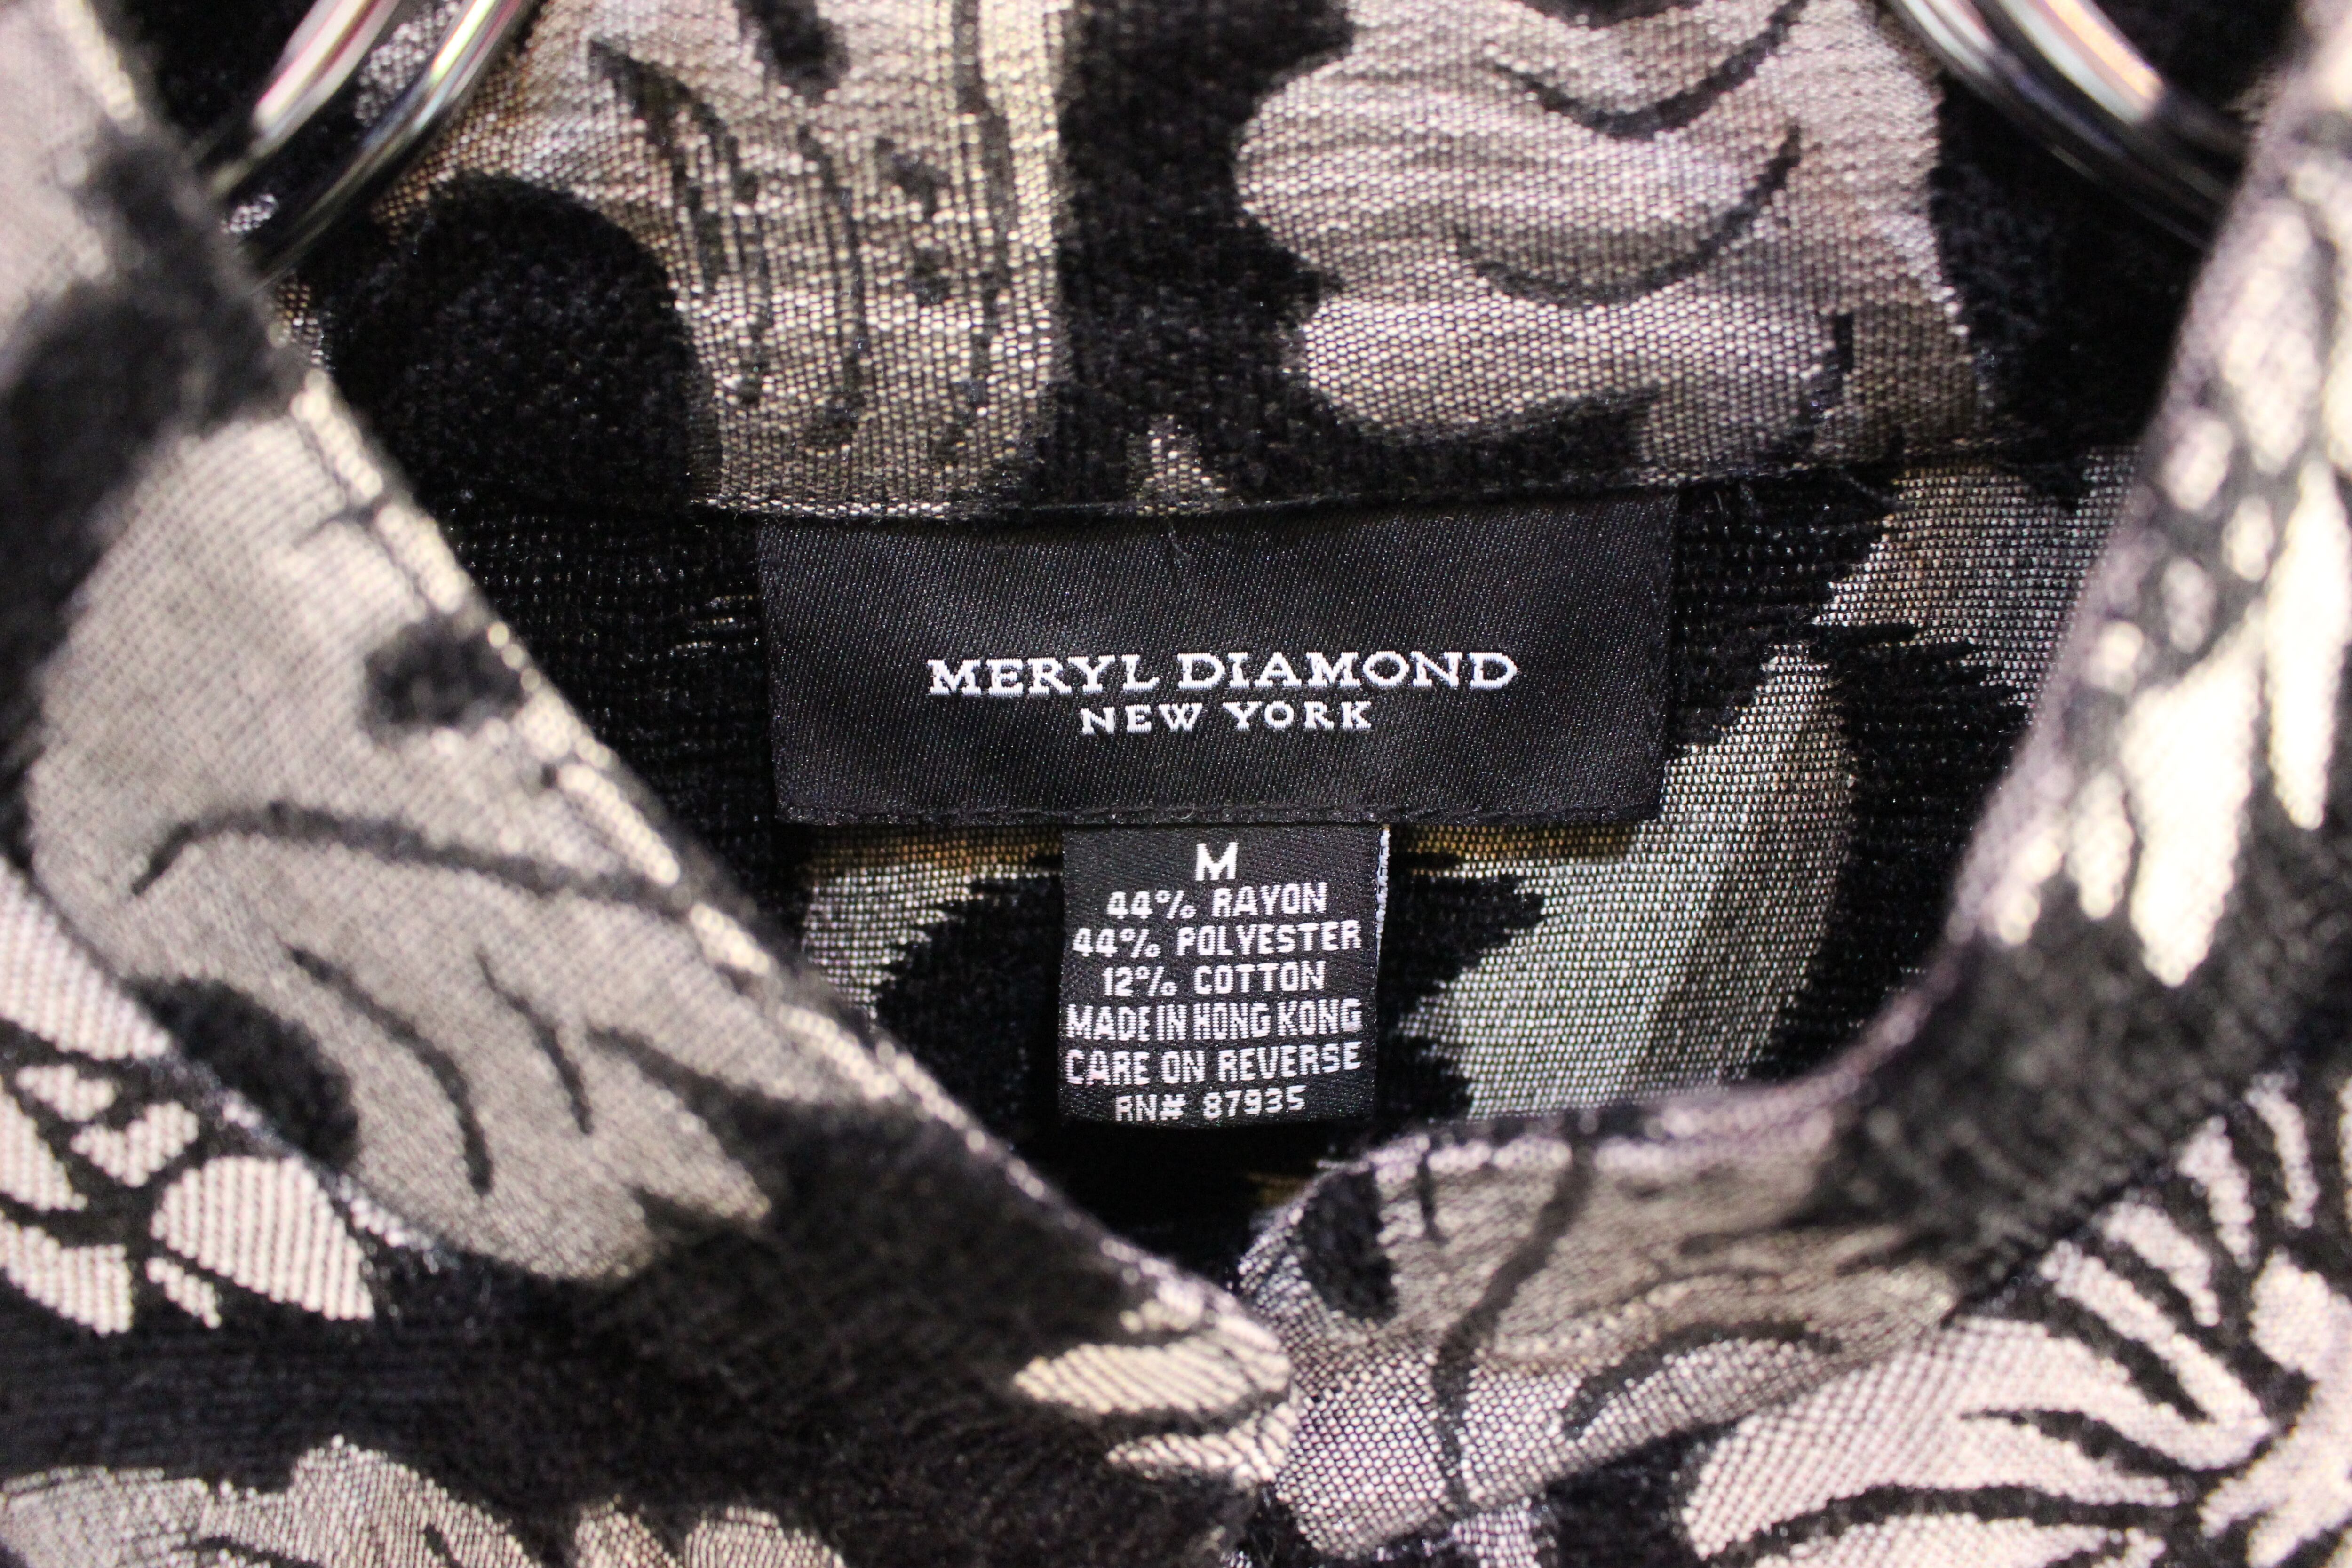 MERYL DIAMOND
NEW YORK
M
44% RAYON
44% POLYESTER
12% COTTON
MADE IN HONG KONG
CARE ON REVERSE
RN# 87935